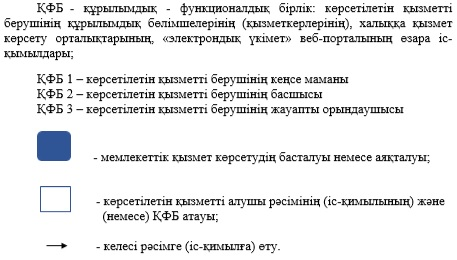 ҚФБ - құрылымдық - функционалдық бірлік: көрсетілетін қызметті
берушінің құрылымдық бөлімшелерінің (қызметкерлерінің), халыққа қызмет
көрсету орталықтарының, «электрондық үкімет» веб-порталының өзара іс-
қымылдары;
ҚФБ 1 – көрсетілетін қызметті берушінің кеңсе маманы
ҚФБ 2 – көрсетілетін қызметті берушінің басшысы
ҚФБ 3 – көрсетілетін қызметті берушінің жауапты орындаушысы
- мемлекеттік қызмет көрсетудің басталуы немесе аяқталуы;
- көрсетілетін қызметті алушы рәсімінің (іс-қимылының) және
(немесе) ҚФБ атауы;
- келесі рәсімге (іс-қимылға) өту.